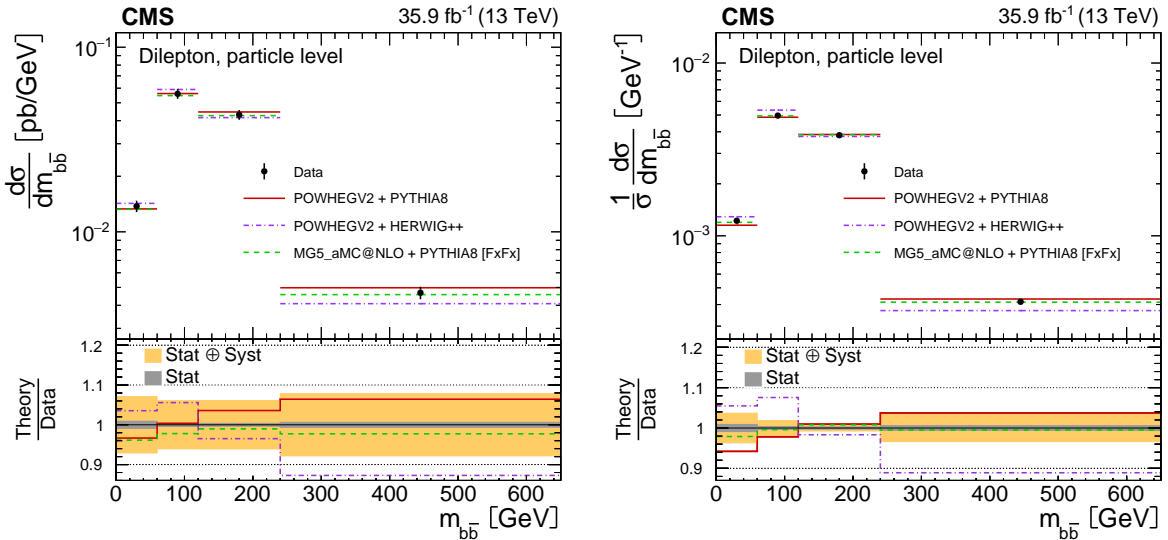 CMS 35.9 fb⁻¹ (13 TeV)
Dilepton, particle level
dσ/dm_bb̅ [pb/GeV]
10⁻¹
10⁻²
Data
POWHEGV2 + PYTHIA8
POWHEGV2 + HERWIG++
MG5_aMC@NLO + PYTHIA8 [FxFx]
Theory/Data
1.2
1.1
1
0.9
Stat ⊕ Syst
Stat
0 100 200 300 400 500 600
m_bb̅ [GeV]
CMS 35.9 fb⁻¹ (13 TeV)
Dilepton, particle level
1/σ dσ/dm_bb̅ [GeV⁻¹]
10⁻²
10⁻³
Data
POWHEGV2 + PYTHIA8
POWHEGV2 + HERWIG++
MG5_aMC@NLO + PYTHIA8 [FxFx]
Theory/Data
1.2
1.1
1
0.9
Stat ⊕ Syst
Stat
0 100 200 300 400 500 600
m_bb̅ [GeV]